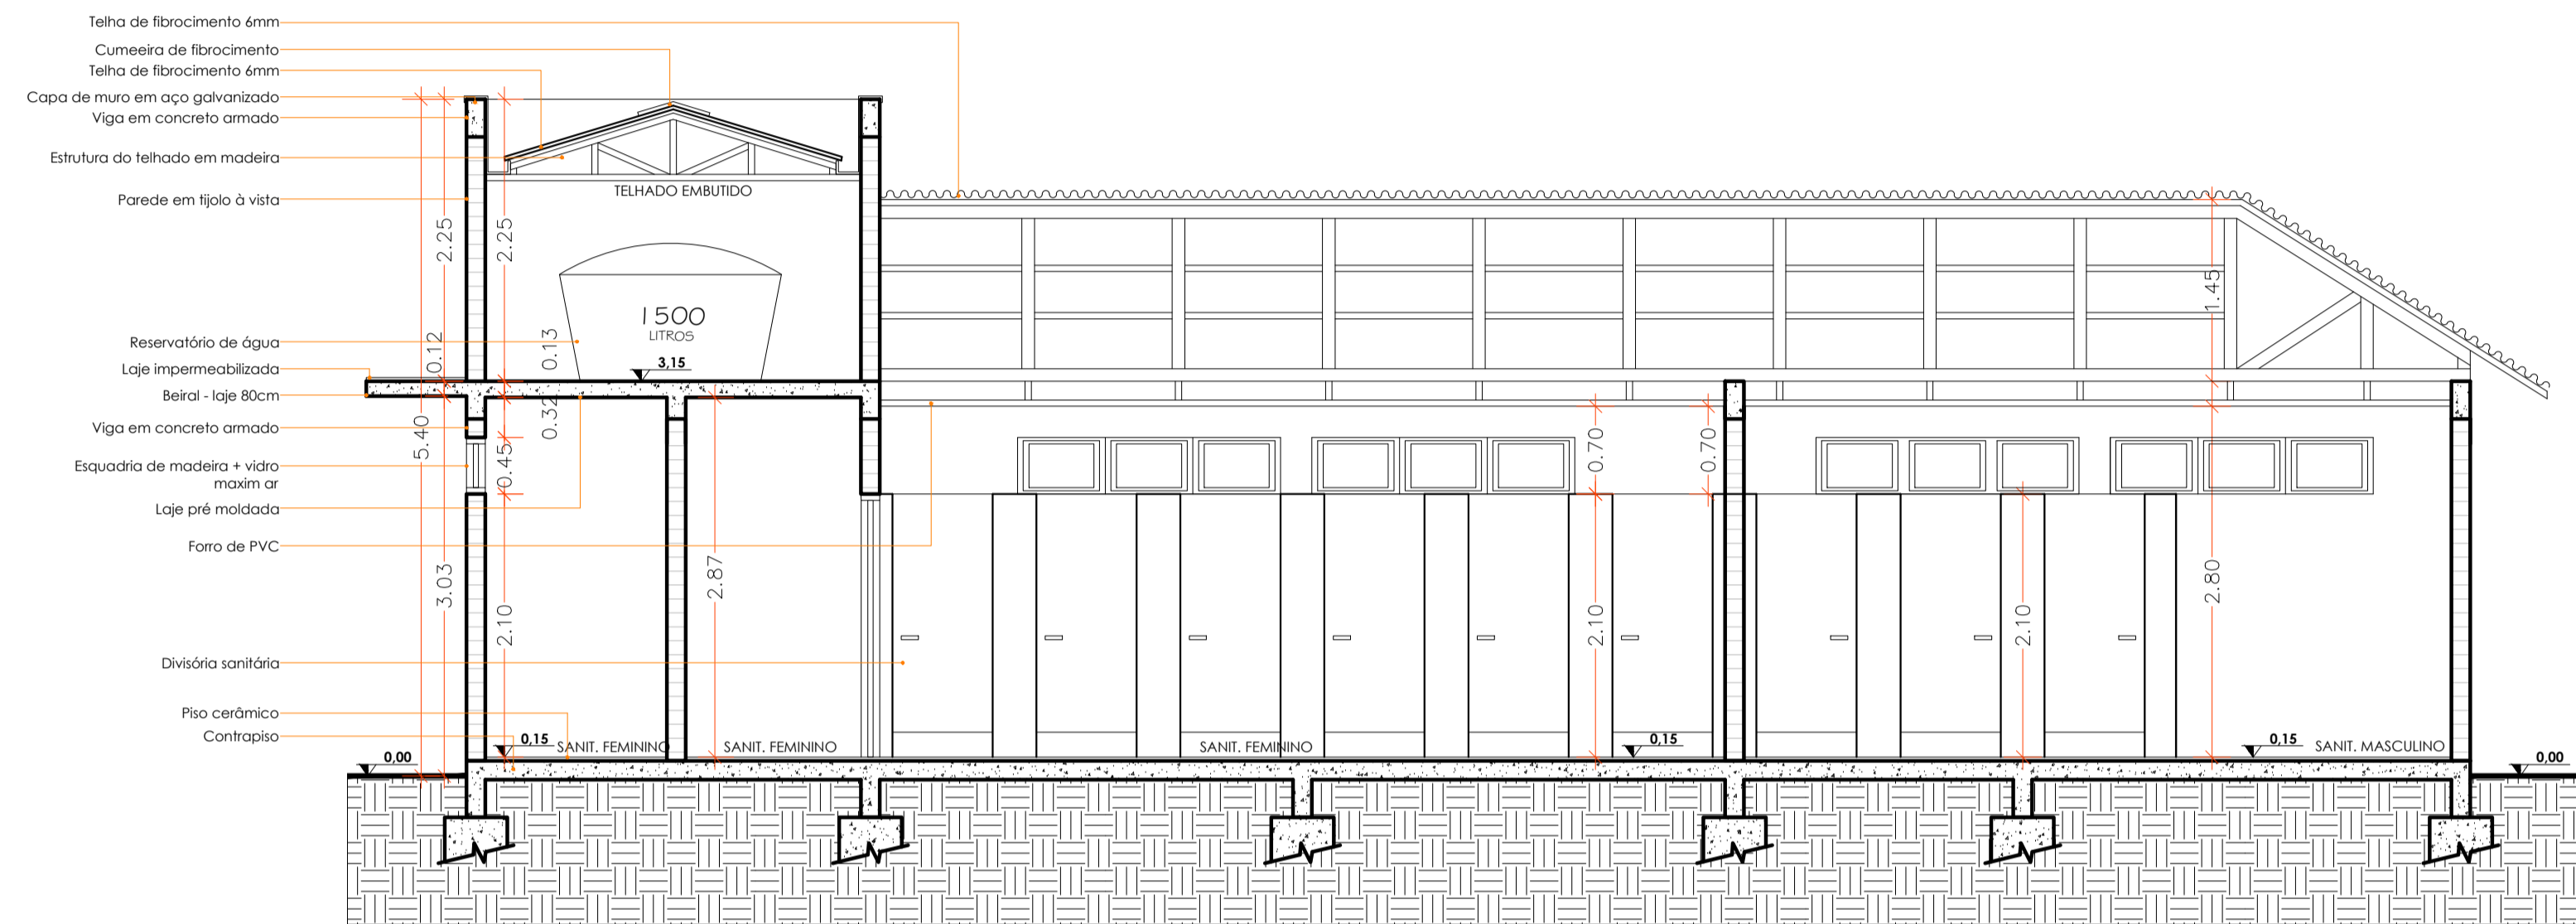 Telha de fibrocimento 6mm
Cumeeira de fibrocimento
Telha de fibrocimento 6mm
Capa de muro em aço galvanizado
Viga em concreto armado
Estrutura do telhado em madeira
Parede em tijolo à vista
Reservatório de água
Laje impermeabilizada
Beiral - laje 80cm
Viga em concreto armado
Esquadria de madeira + vidro
maxim ar
Laje pré moldada
Forro de PVC
Divisória sanitária
Piso cerâmico
Contrapiso
TELHADO EMBUTIDO
2.25
2.25
1500
LITROS
0.12
0.13
3,15
5.40
0.32
0.45
3.03
2.10
2.87
0.70
0.70
1.45
2.80
2.10
2.10
0,00
0,15
SANIT. FEMININO
SANIT. FEMININO
SANIT. FEMININO
0,15
0,15
SANIT. MASCULINO
0,00